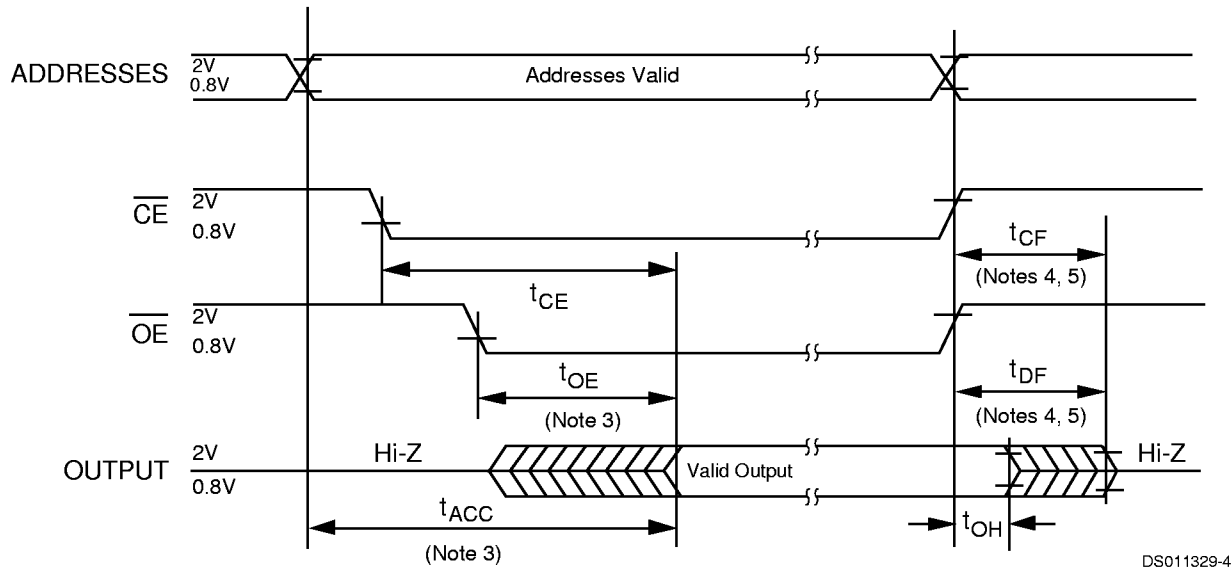 ADDRESSES
2V
0.8V
Addresses Valid
CE
2V
0.8V
tCF
(Notes 4, 5)
tCE
OE
2V
0.8V
tOE
(Note 3)
tDF
(Notes 4, 5)
OUTPUT
2V
0.8V
Hi-Z
Valid Output
Hi-Z
tACC
(Note 3)
tOH
DS011329-4